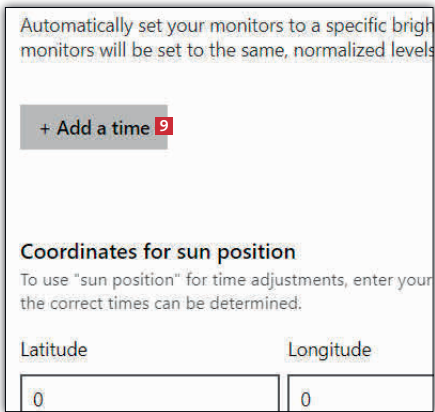 Automatically set your monitors to a specific brigh
monitors will be set to the same, normalized levels
+ Add a time 9
Coordinates for sun position
To use "sun position" for time adjustments, enter your
the correct times can be determined.
Latitude Longitude
0 0